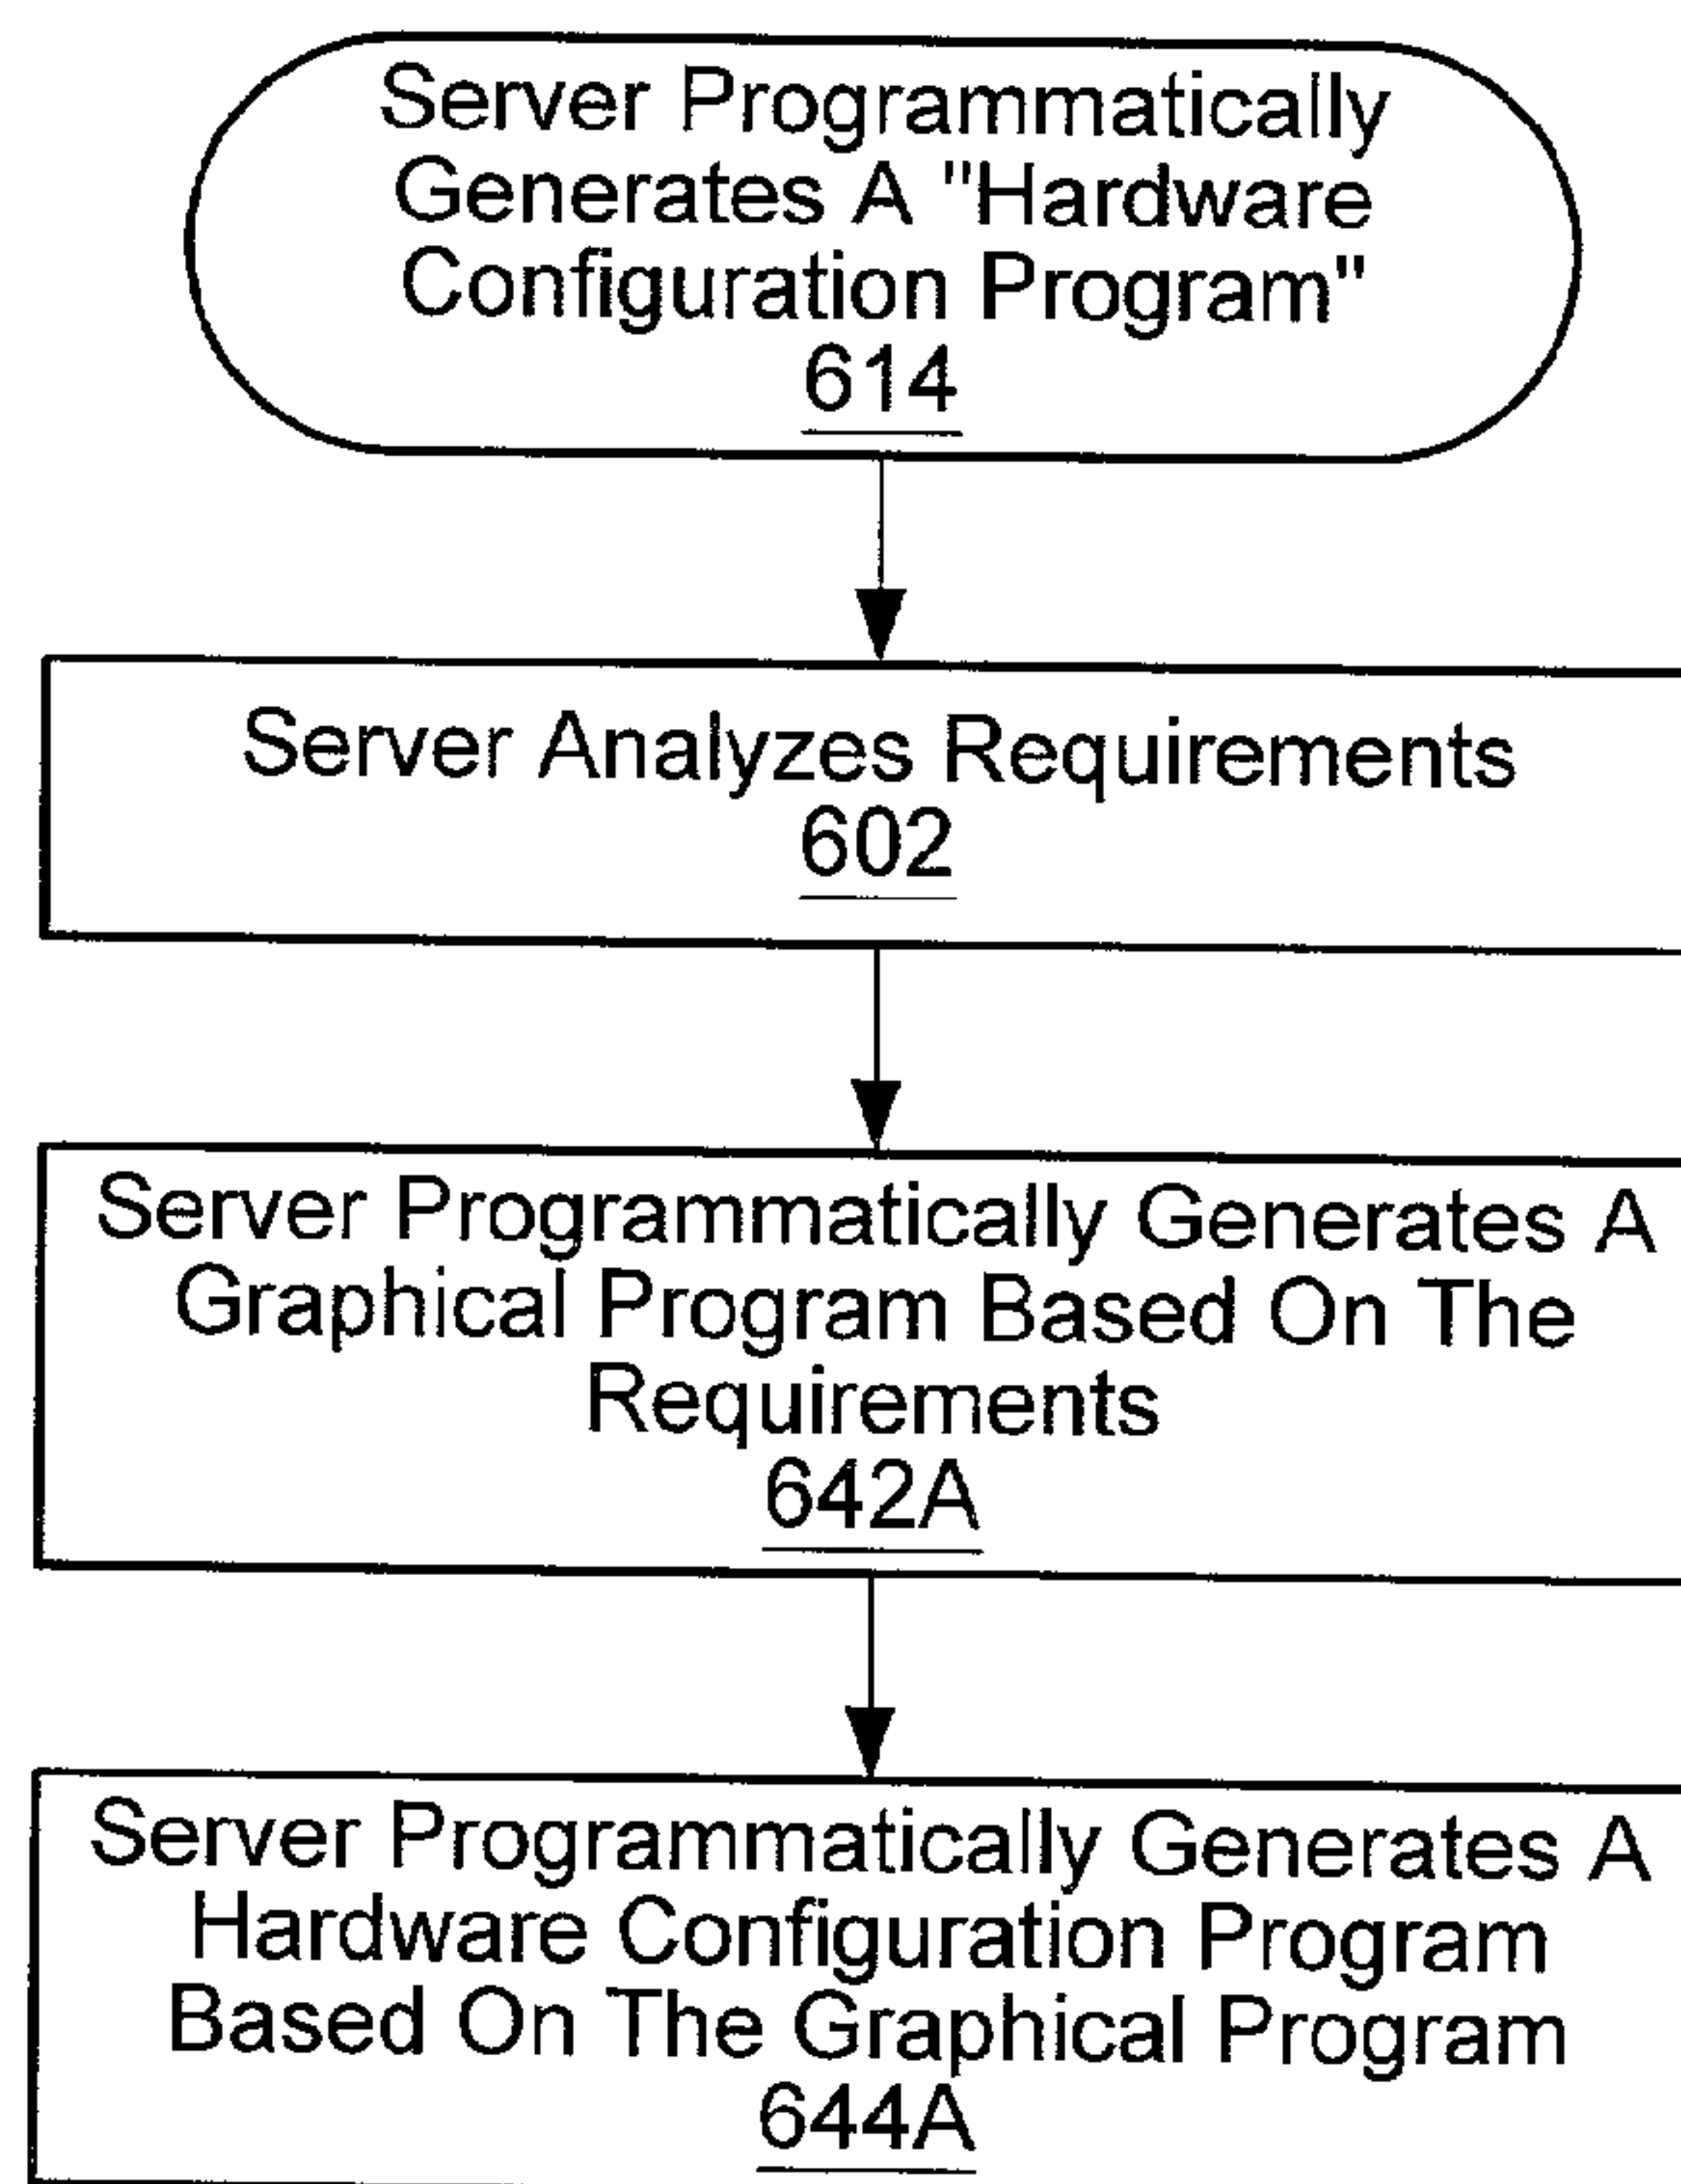 Server Programmatically
Generates A "Hardware
Configuration Program"
614
Server Analyzes Requirements
602
Server Programmatically Generates A
Graphical Program Based On The
Requirements
642A
Server Programmatically Generates A
Hardware Configuration Program
Based On The Graphical Program
644A